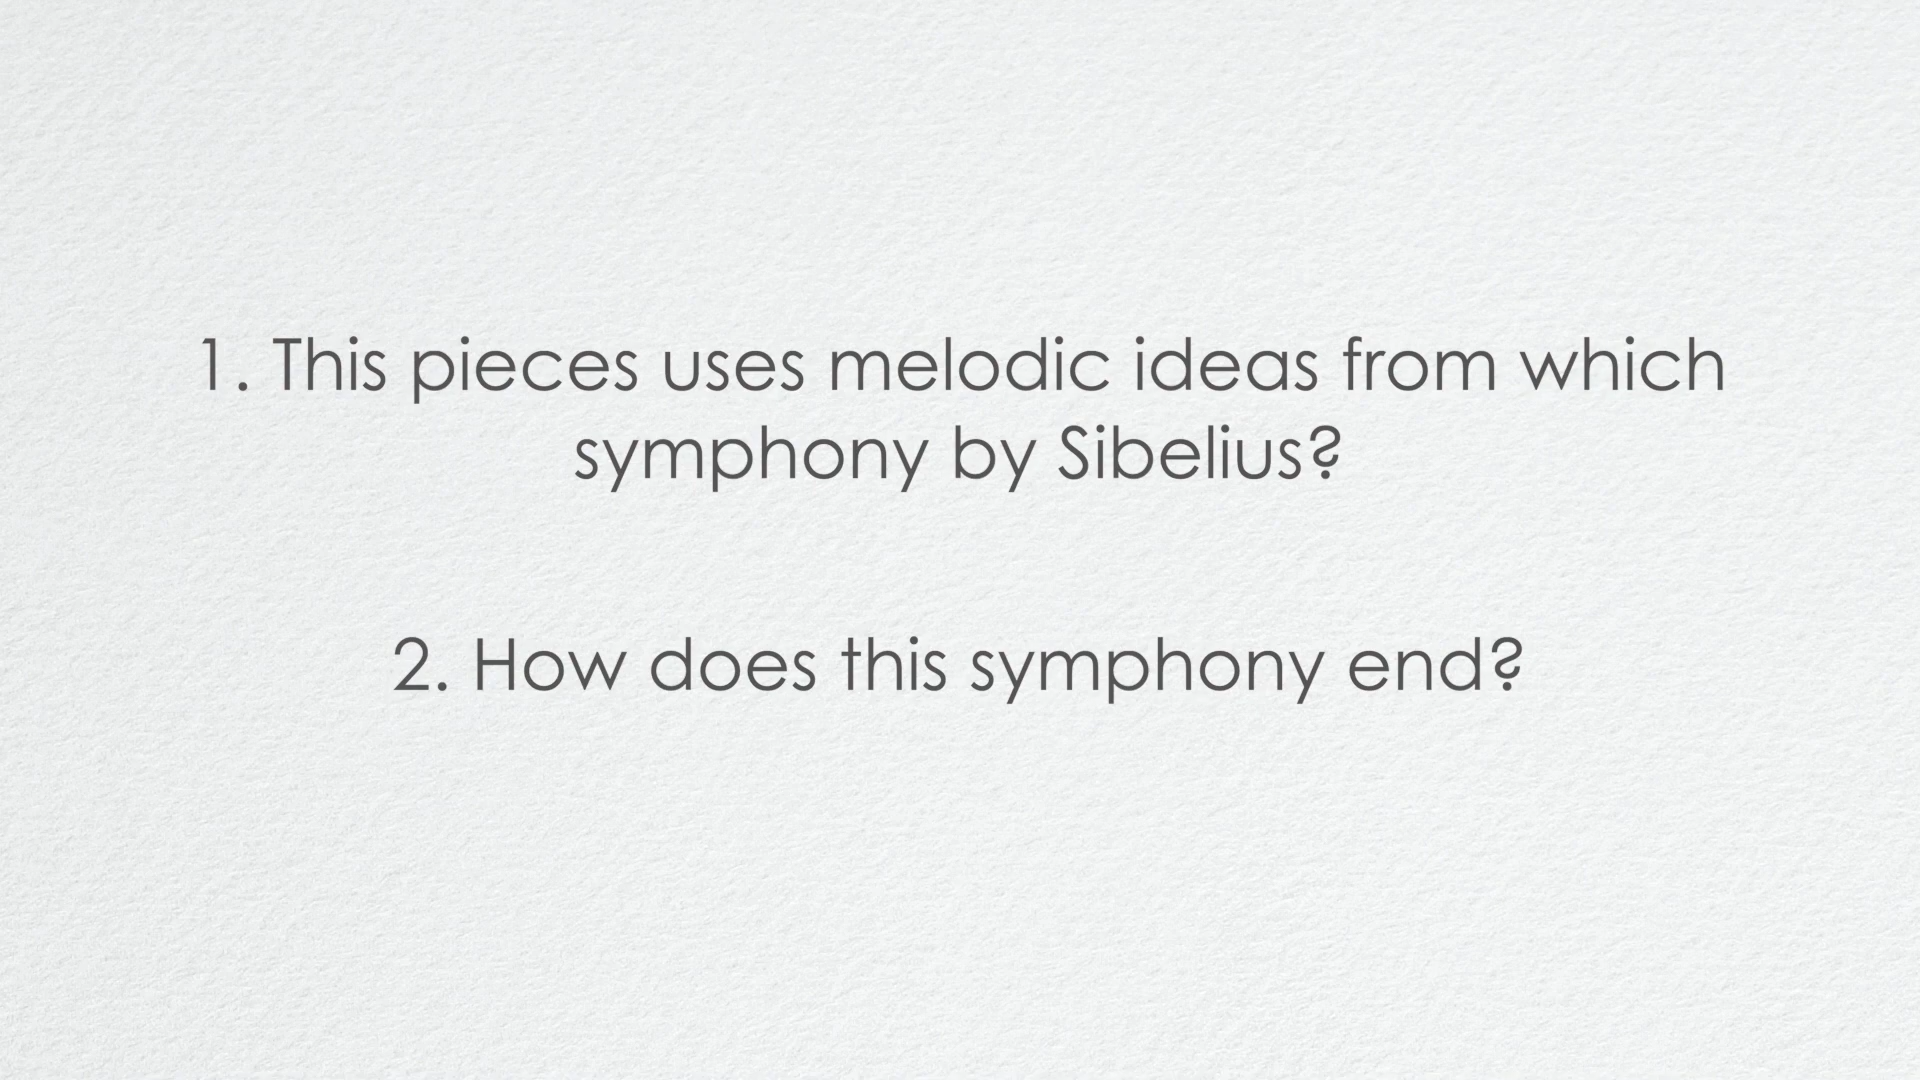 1. This pieces uses melodic ideas from which
symphony by Sibelius?
2. How does this symphony end?